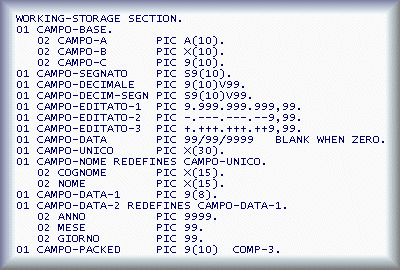 WORKING-STORAGE SECTION.
01 CAMPO-BASE.
   02 CAMPO-A       PIC A(10).
   02 CAMPO-B       PIC X(10).
   02 CAMPO-C       PIC 9(10).
01 CAMPO-SEGNATO    PIC S9(10).
01 CAMPO-DECIMALE   PIC 9(10)V99.
01 CAMPO-DECIM-SEGN PIC S9(10)V99.
01 CAMPO-EDITATO-1  PIC 9.999.999.999,99.
01 CAMPO-EDITATO-2  PIC -.---.---.--9,99.
01 CAMPO-EDITATO-3  PIC +.+++.+++.++9,99.
01 CAMPO-DATA       PIC 99/99/9999   BLANK WHEN ZERO.
01 CAMPO-UNICO      PIC X(30).
01 CAMPO-NOME REDEFINES CAMPO-UNICO.
   02 COGNOME       PIC X(15).
   02 NOME          PIC X(15).
01 CAMPO-DATA-1     PIC 9(8).
01 CAMPO-DATA-2 REDEFINES CAMPO-DATA-1.
   02 ANNO          PIC 9999.
   02 MESE          PIC 99.
   02 GIORNO        PIC 99.
01 CAMPO-PACKED     PIC 9(10)  COMP-3.